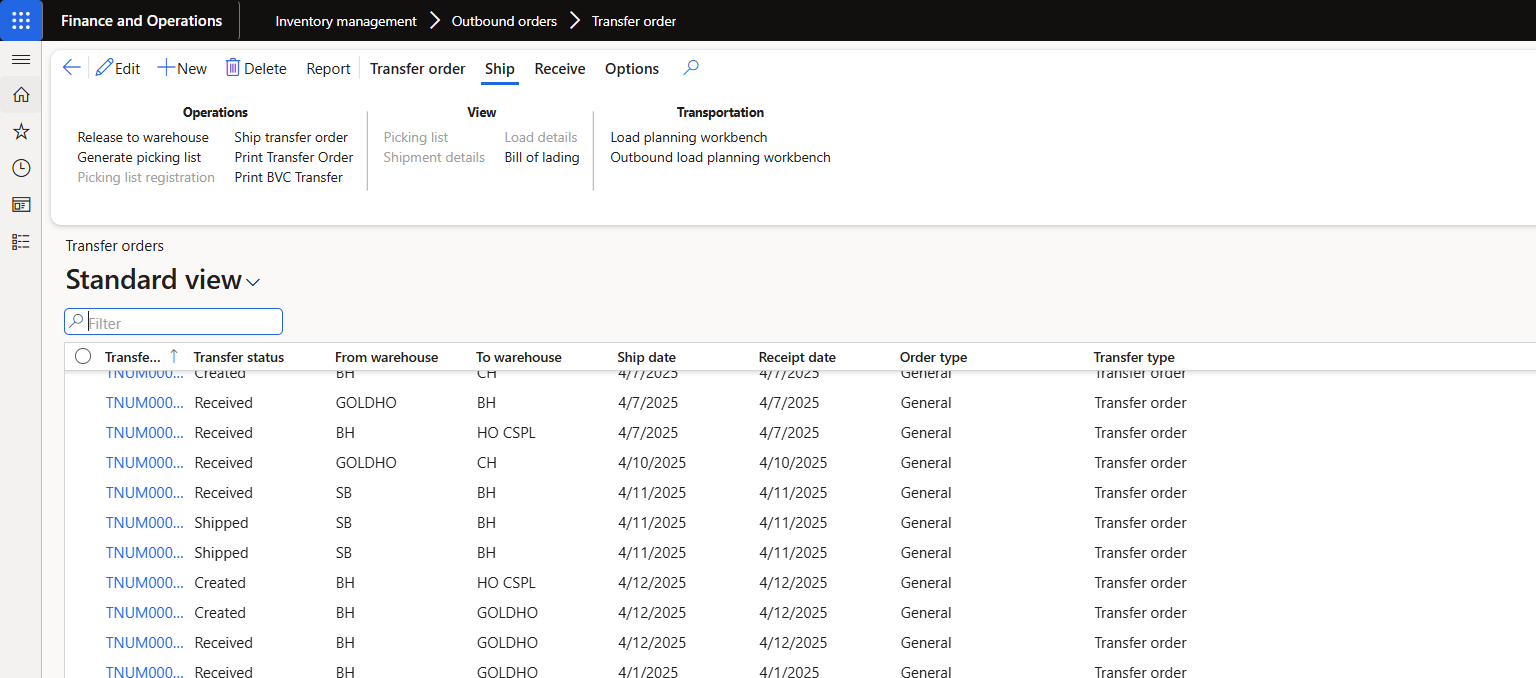 Finance and Operations Inventory management Outbound orders Transfer order
Edit New Delete Report Transfer order Ship Receive Options
Operations View Transportation
Release to warehouse Ship transfer order Picking list Load details Load planning workbench
Generate picking list Print Transfer Order Shipment details Bill of lading Outbound load planning workbench
Picking list registration Print BVC Transfer
Transfer orders
Standard view
Filter
Transfe... Transfer status From warehouse To warehouse Ship date Receipt date Order type Transfer type
TNUM000... Created BH CH 4/7/2025 4/7/2025 General Transfer order
TNUM000... Received GOLDHO BH 4/7/2025 4/7/2025 General Transfer order
TNUM000... Received BH HO CSPL 4/7/2025 4/7/2025 General Transfer order
TNUM000... Received GOLDHO CH 4/10/2025 4/10/2025 General Transfer order
TNUM000... Received SB BH 4/11/2025 4/11/2025 General Transfer order
TNUM000... Shipped SB BH 4/11/2025 4/11/2025 General Transfer order
TNUM000... Shipped SB BH 4/11/2025 4/11/2025 General Transfer order
TNUM000... Created BH HO CSPL 4/12/2025 4/12/2025 General Transfer order
TNUM000... Created BH GOLDHO 4/12/2025 4/12/2025 General Transfer order
TNUM000... Received BH GOLDHO 4/12/2025 4/12/2025 General Transfer order
TNUM000... Received BH GOLDHO 4/1/2025 4/1/2025 General Transfer order